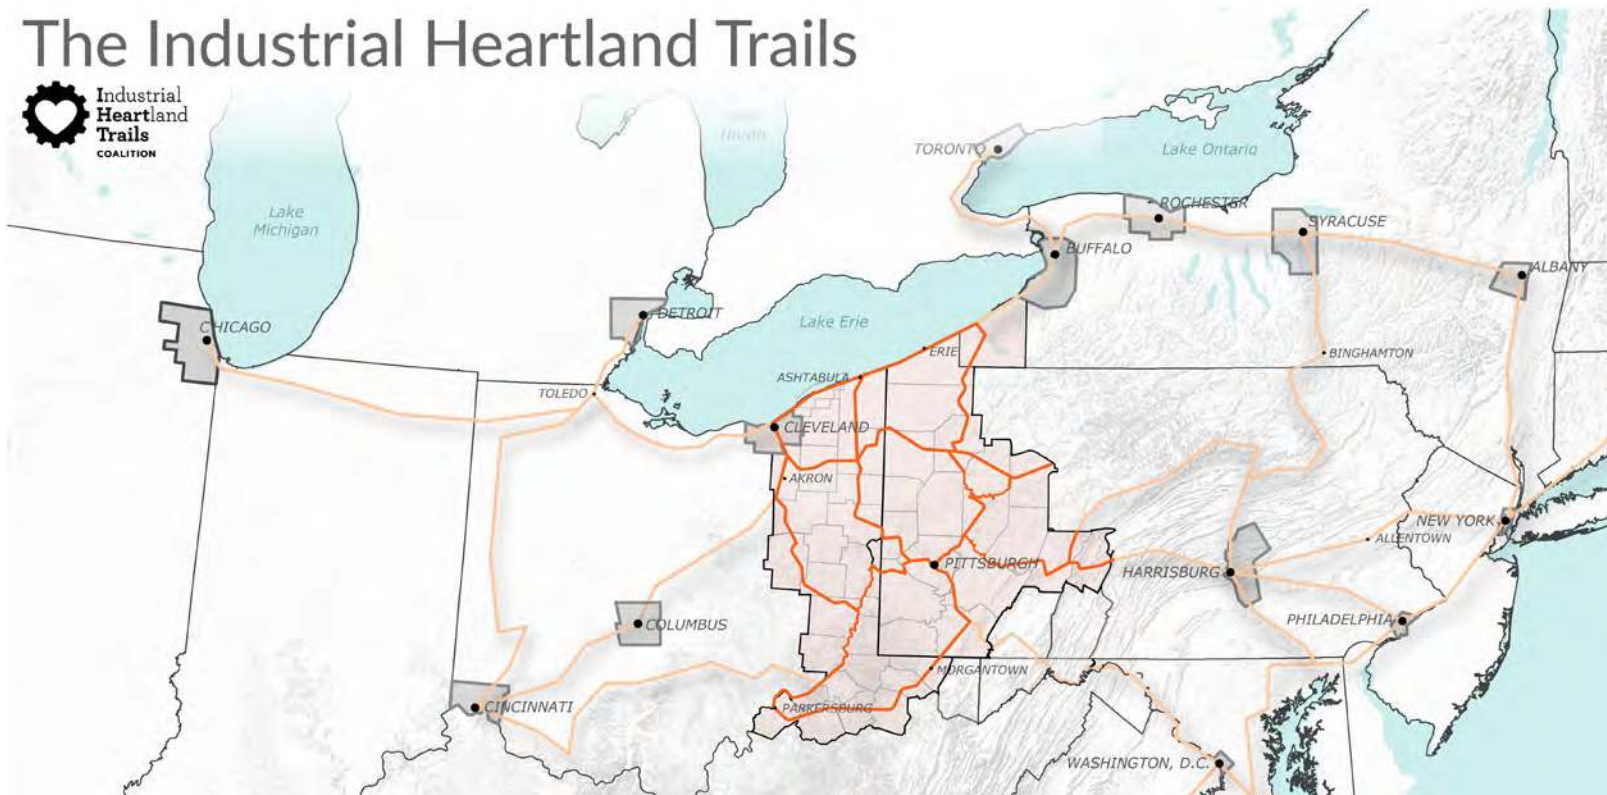 The Industrial Heartland Trails
Industrial
Heartland
Trails
COALITION
Lake
Michigan
Huron
TORONTO
Lake Ontario
ROCHESTER
SYRACUSE
BUFFALO
ALBANY
CHICAGO
DETROIT
Lake Erie
ERIE
BINGHAMTON
ASHTABULA
TOLEDO
CLEVELAND
AKRON
NEW YORK
ALLENTOWN
PITTSBURGH
HARRISBURG
COLUMBUS
PHILADELPHIA
MORGANTOWN
CINCINNATI
PARKERSBURG
WASHINGTON, D.C.